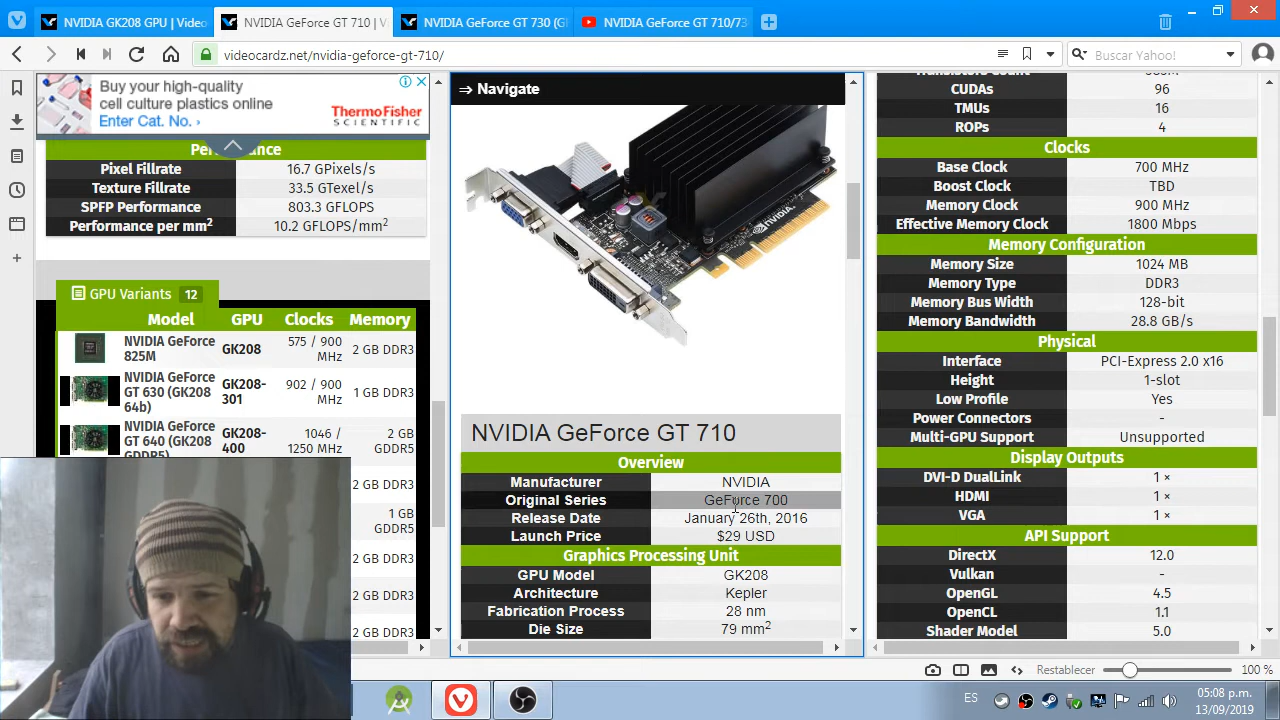 NVIDIA GK208 GPU | Video
NVIDIA GeForce GT 710 | V
NVIDIA GeForce GT 730 (GF
NVIDIA GeForce GT 710/73
videocardz.net/nvidia-geforce-gt-710/
Buscar Yahoo!
Make your high-quality
cell culture plastics online
Enter Cat. No. ›
ThermoFisher
SCIENTIFIC
Pixel Fillrate 16.7 GPixels/s
Texture Fillrate 33.5 GTexel/s
SPFP Performance 803.3 GFLOPS
Performance per mm² 10.2 GFLOPS/mm²
GPU Variants 12
Model GPU Clocks Memory
NVIDIA GeForce
825M
GK208
575 / 900
MHz
2 GB DDR3
NVIDIA GeForce
GT 630 (GK208
64b)
GK208-
301
902 / 900
MHz
1 GB DDR3
NVIDIA GeForce
GT 640 (GK208
GDDR5)
GK208-
400
1046 /
1250 MHz
2 GB
GDDR5
1 GB
GDDR3
2 GB DDR3
2 GB DDR3
2 GB DDR3
⇒ Navigate
NVIDIA
NVIDIA GeForce GT 710
Overview
Manufacturer NVIDIA
Original Series GeForce 700
Release Date January 26th, 2016
Launch Price $29 USD
Graphics Processing Unit
GPU Model GK208
Architecture Kepler
Fabrication Process 28 nm
Die Size 79 mm²
CUDAs 96
TMUs 16
ROPs 4
Clocks
Base Clock 700 MHz
Boost Clock TBD
Memory Clock 900 MHz
Effective Memory Clock 1800 Mbps
Memory Configuration
Memory Size 1024 MB
Memory Type DDR3
Memory Bus Width 128-bit
Memory Bandwidth 28.8 GB/s
Physical
Interface PCI-Express 2.0 x16
Height 1-slot
Low Profile Yes
Power Connectors -
Multi-GPU Support Unsupported
Display Outputs
DVI-D DualLink 1 ×
HDMI 1 ×
VGA 1 ×
API Support
DirectX 12.0
Vulkan -
OpenGL 4.5
OpenCL 1.1
Shader Model 5.0
Restablecer 100 %
ES
05:08 p.m.
13/09/2019